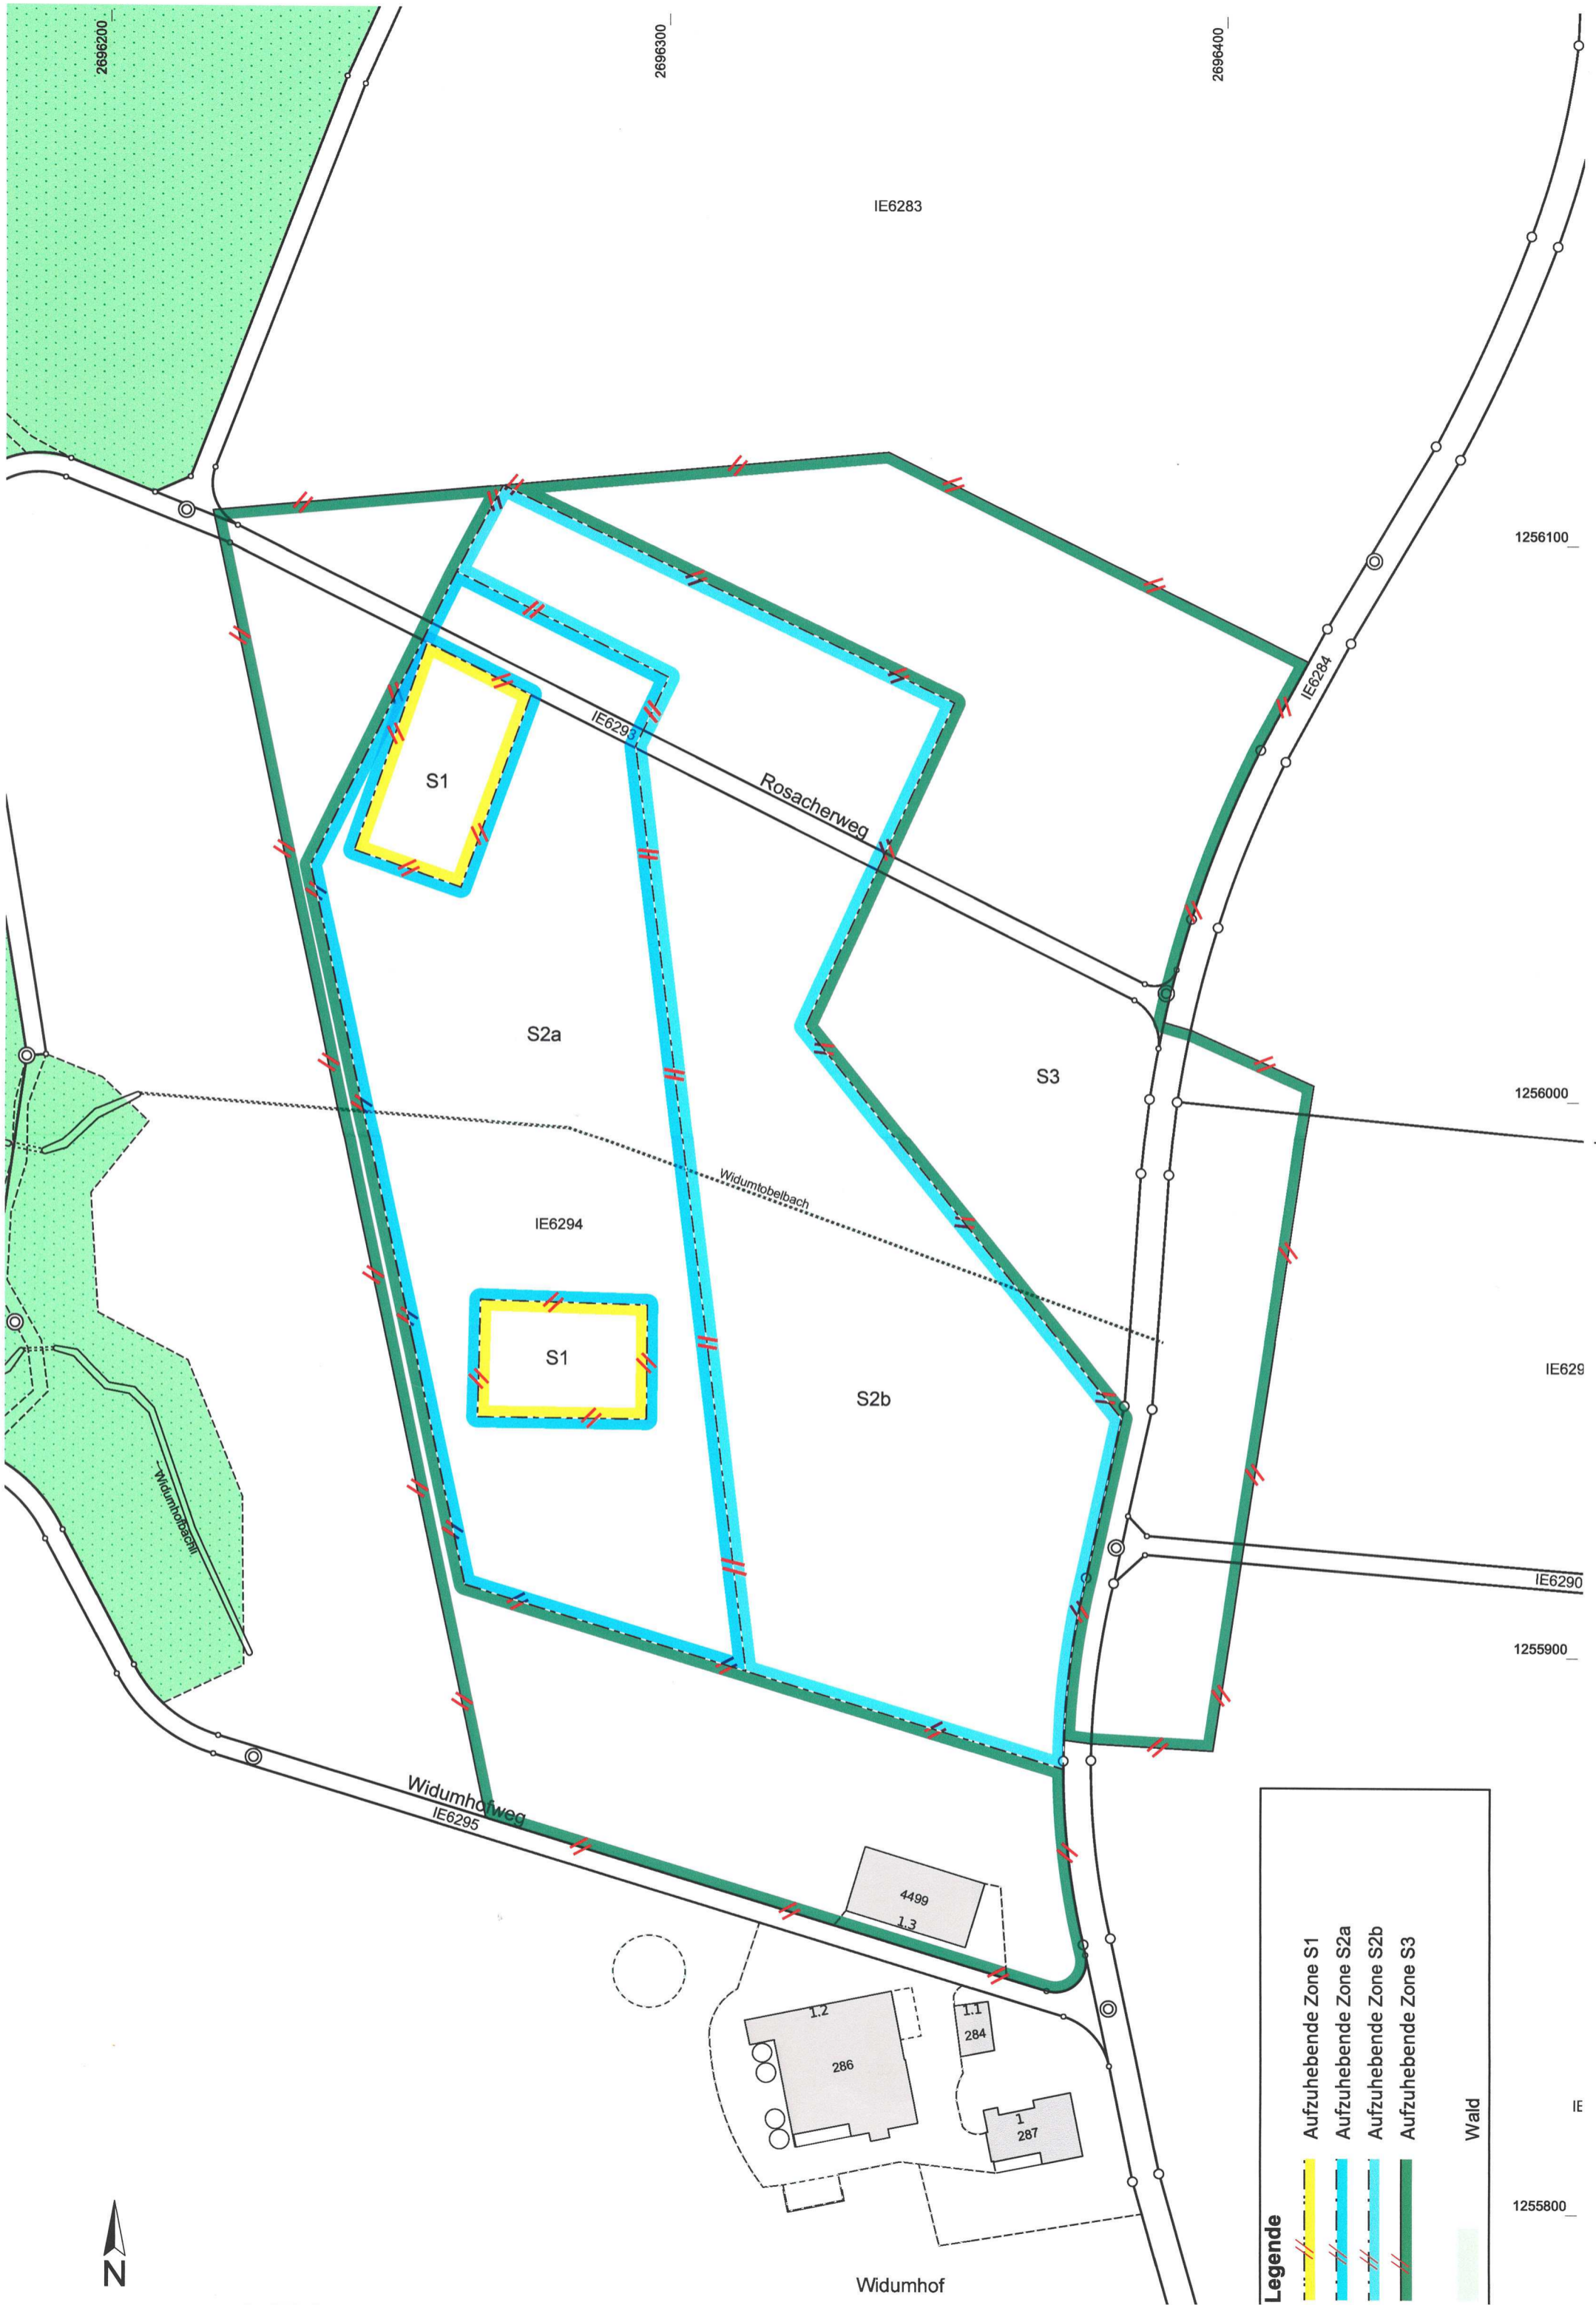 2696200
2696300
2696400
IE6283
1256100
IE6284
IE6293
Rosacherweg
S1
S2a
S3
1256000
Widumtobelbach
IE6294
IE629
S1
S2b
Widumhofbächli
IE6290
1255900
Widumhofweg
IE6295
4499
1.3
1.2
1.1
284
286
1
287
IE
1255800
N
Widumhof
Legende
Aufzuhebende Zone S1
Aufzuhebende Zone S2a
Aufzuhebende Zone S2b
Aufzuhebende Zone S3
Wald